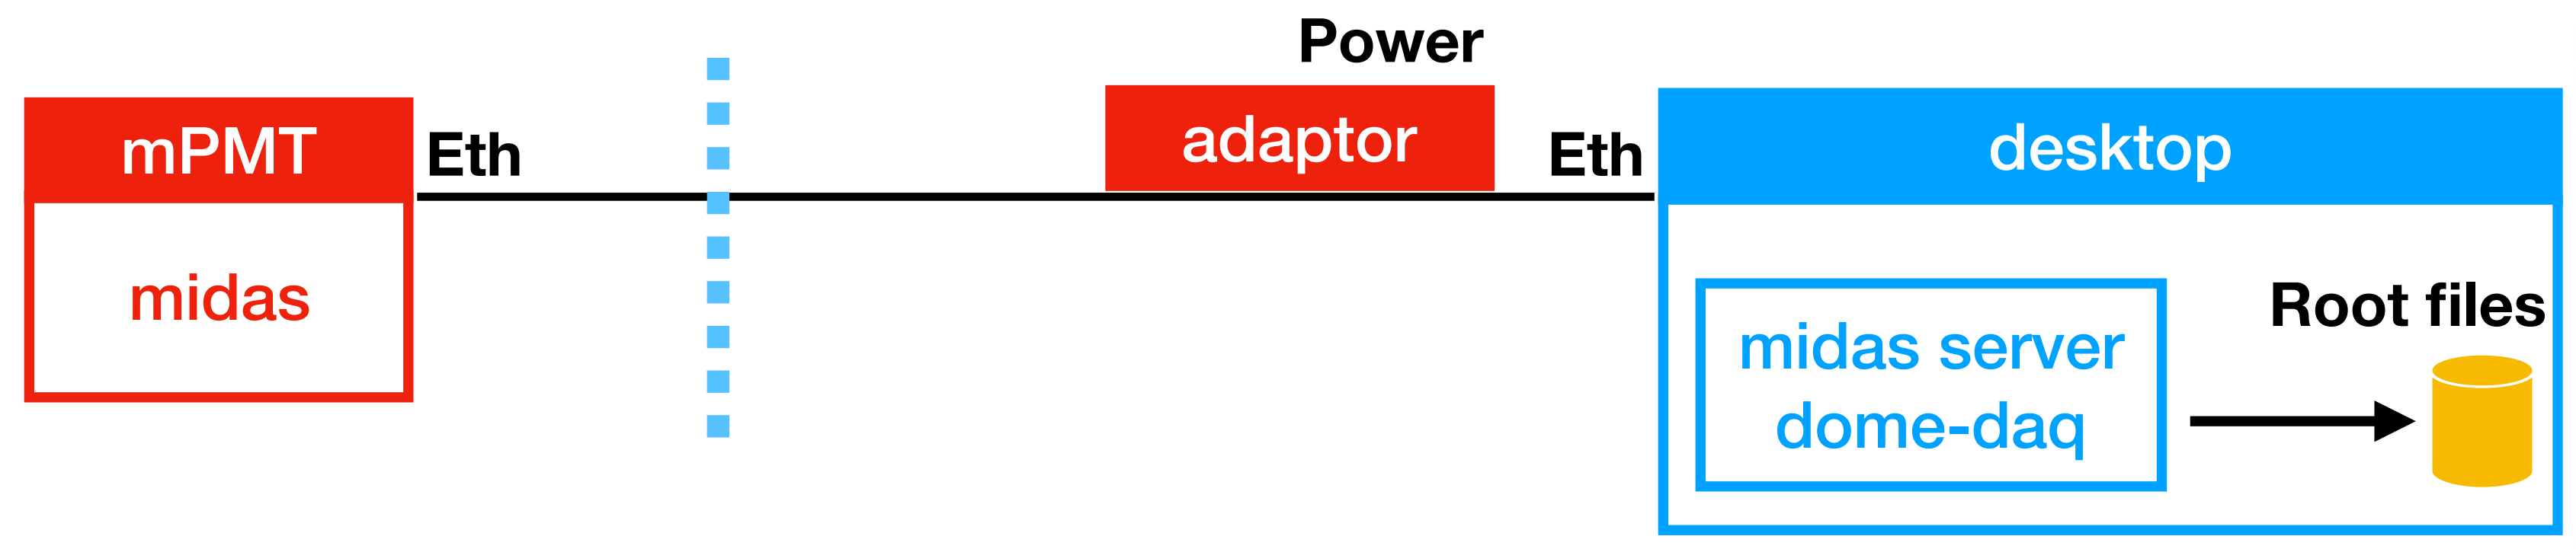 Power
mPMT
Eth
adaptor
Eth
desktop
midas
Root files
midas server
dome-daq